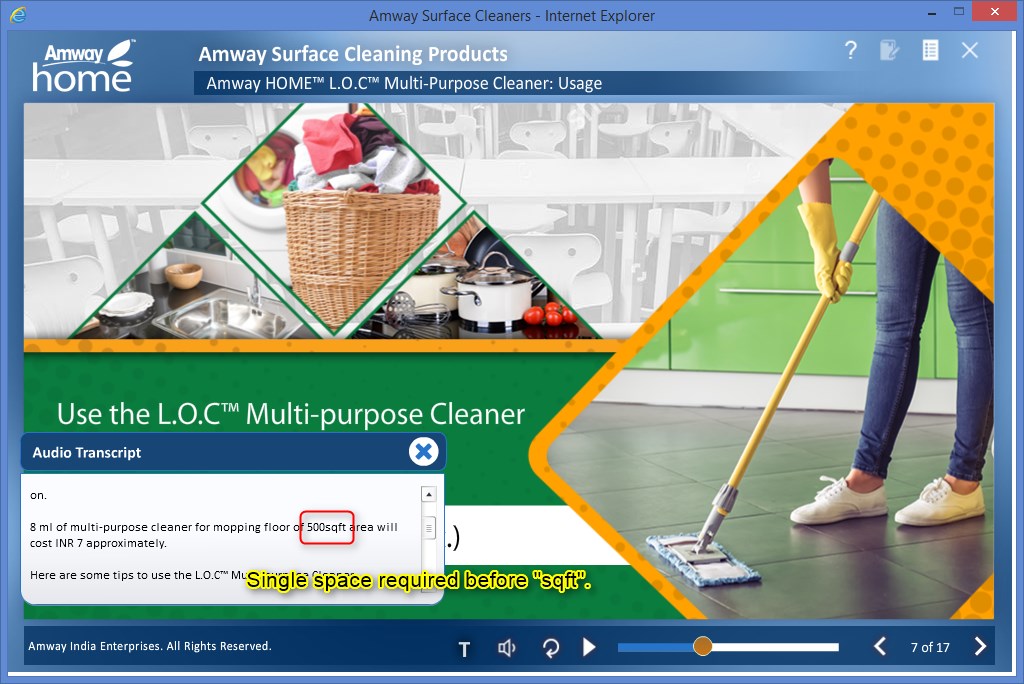 Amway Surface Cleaners - Internet Explorer
Amway™
home
Amway Surface Cleaning Products
Amway HOME™ L.O.C™ Multi-Purpose Cleaner: Usage
?
Use the L.O.C™ Multi-purpose Cleaner
Audio Transcript
on.
8 ml of multi-purpose cleaner for mopping floor of 500sqft area will
cost INR 7 approximately.
.)
Here are some tips to use the L.O.C™
Single space required before "sqft".
Amway India Enterprises. All Rights Reserved.
T
7 of 17